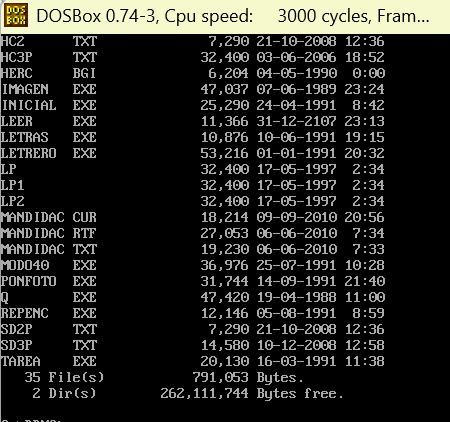 DOSBox 0.74-3, Cpu speed: 3000 cycles, Fram...
HC2 TXT 7,290 21-10-2008 12:36
HC3P TXT 32,400 03-06-2006 18:52
HERC BGI 6,204 04-05-1990 0:00
IMAGEN EXE 47,037 07-06-1989 23:24
INICIAL EXE 25,290 24-04-1991 8:42
LEER EXE 11,366 31-12-2107 23:13
LETRAS EXE 10,876 10-06-1991 19:15
LETRERO EXE 53,216 01-01-1991 20:32
LP 32,400 17-05-1997 2:34
LP1 32,400 17-05-1997 2:34
LP2 32,400 17-05-1997 2:34
MANDIDAC CUR 18,214 09-09-2010 20:56
MANDIDAC RTF 27,053 06-06-2010 7:34
MANDIDAC TXT 19,230 06-06-2010 7:33
MODO40 EXE 36,976 25-07-1991 10:28
PONFOTO EXE 31,744 14-09-1991 21:40
Q EXE 47,420 19-04-1988 11:00
REPENC EXE 12,146 05-08-1991 8:59
SD2P TXT 7,290 21-10-2008 12:36
SD3P TXT 14,580 10-12-2008 12:58
TAREA EXE 20,130 16-03-1991 11:38
35 File(s) 791,053 Bytes.
2 Dir(s) 262,111,744 Bytes free.